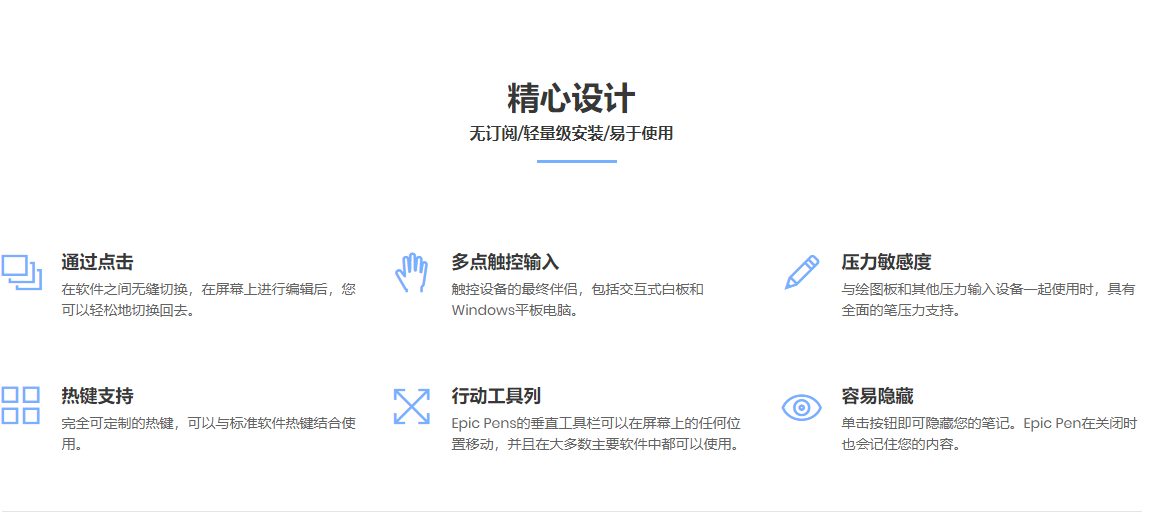 精心设计
无订阅/轻量级安装/易于使用
通过点击
在软件之间无缝切换，在屏幕上进行编辑后，您
可以轻松地切换回去。
多点触控输入
触控设备的最终伴侣，包括交互式白板和
Windows平板电脑。
压力敏感度
与绘图板和其他压力输入设备一起使用时，具有
全面的笔压力支持。
热键支持
完全可定制的热键，可以与标准软件热键结合使
用。
行动工具列
Epic Pens的垂直工具栏可以在屏幕上的任何位
置移动，并且在大多数主要软件中都可以使用。
容易隐藏
单击按钮即可隐藏您的笔记。Epic Pen在关闭时
也会记住您的内容。